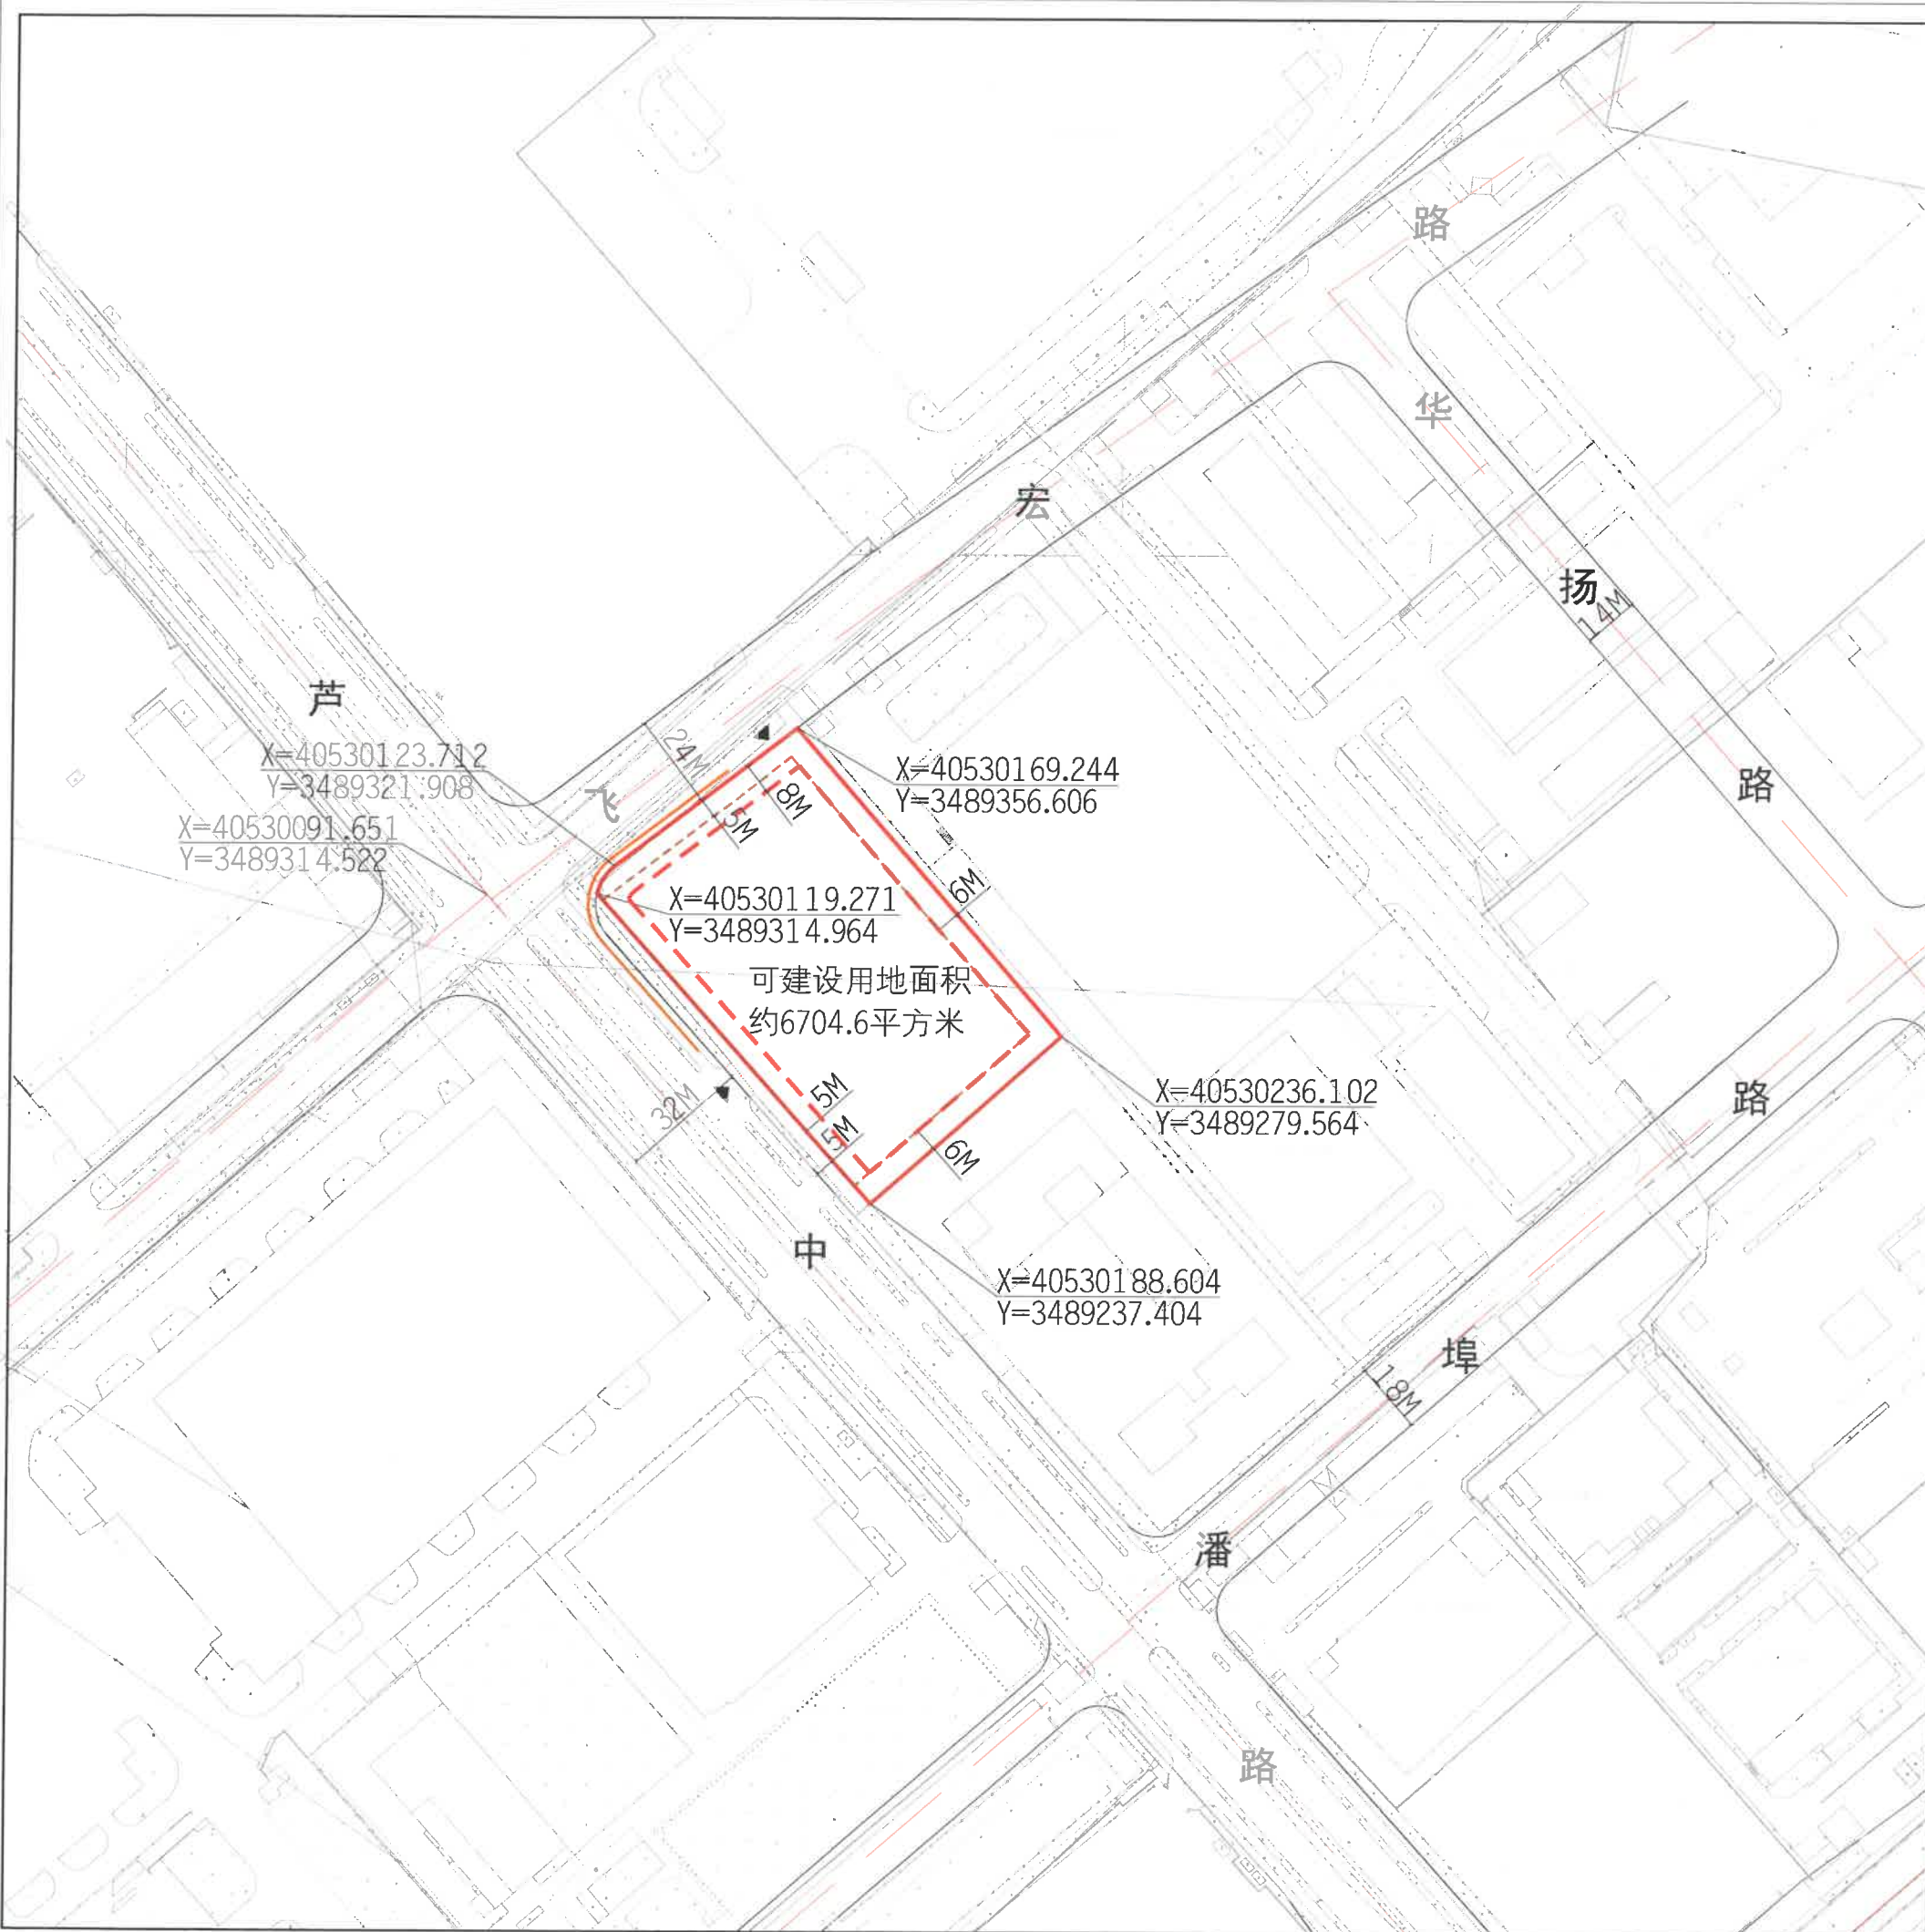 路
华
宏
扬
14M
芦
X=40530123.712
Y=3489321.908
24M
X=40530169.244
Y=3489356.606
路
飞
8M
5M
X=40530091.651
Y=3489314.522
6M
X=40530119.271
Y=3489314.964
可建设用地面积
约6704.6平方米
32M
5M
5M
6M
X=40530236.102
Y=3489279.564
路
中
X=40530188.604
Y=3489237.404
埠
18M
潘
路